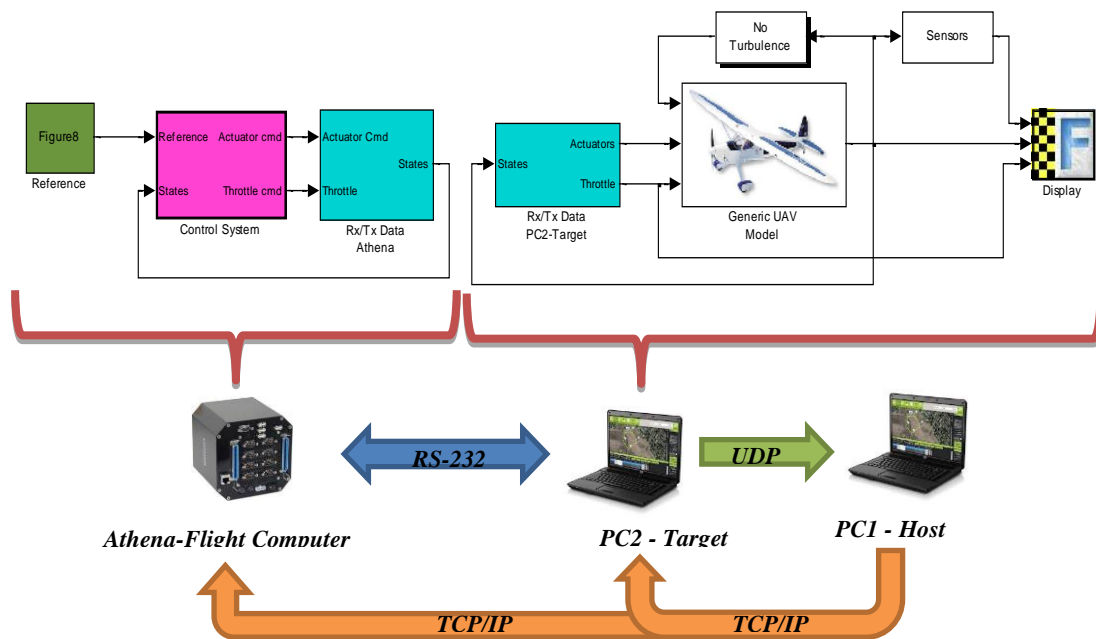 No
Turbulence
Sensors
Figure8
Reference
Reference
Actuator cmd
States
Throttle cmd
Control System
Actuator Cmd
States
Throttle
Rx/Tx Data
Athena
States
Actuators
Throttle
Rx/Tx Data
PC2-Target
Generic UAV
Model
F
Display
RS-232
UDP
Athena-Flight Computer
PC2 - Target
PC1 - Host
TCP/IP
TCP/IP